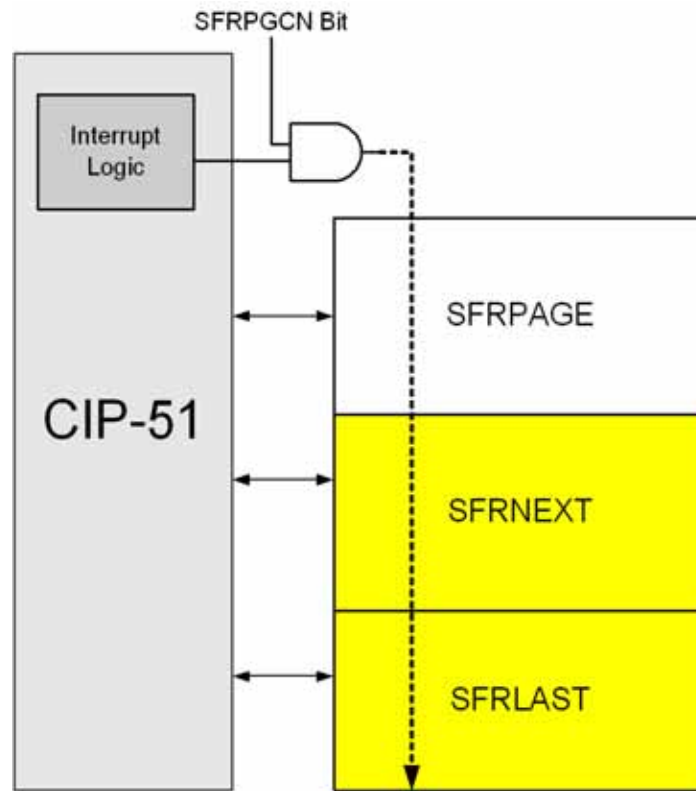 SFRPGCN Bit
Interrupt
Logic
SFRPAGE
CIP-51
SFRNEXT
SFRLAST